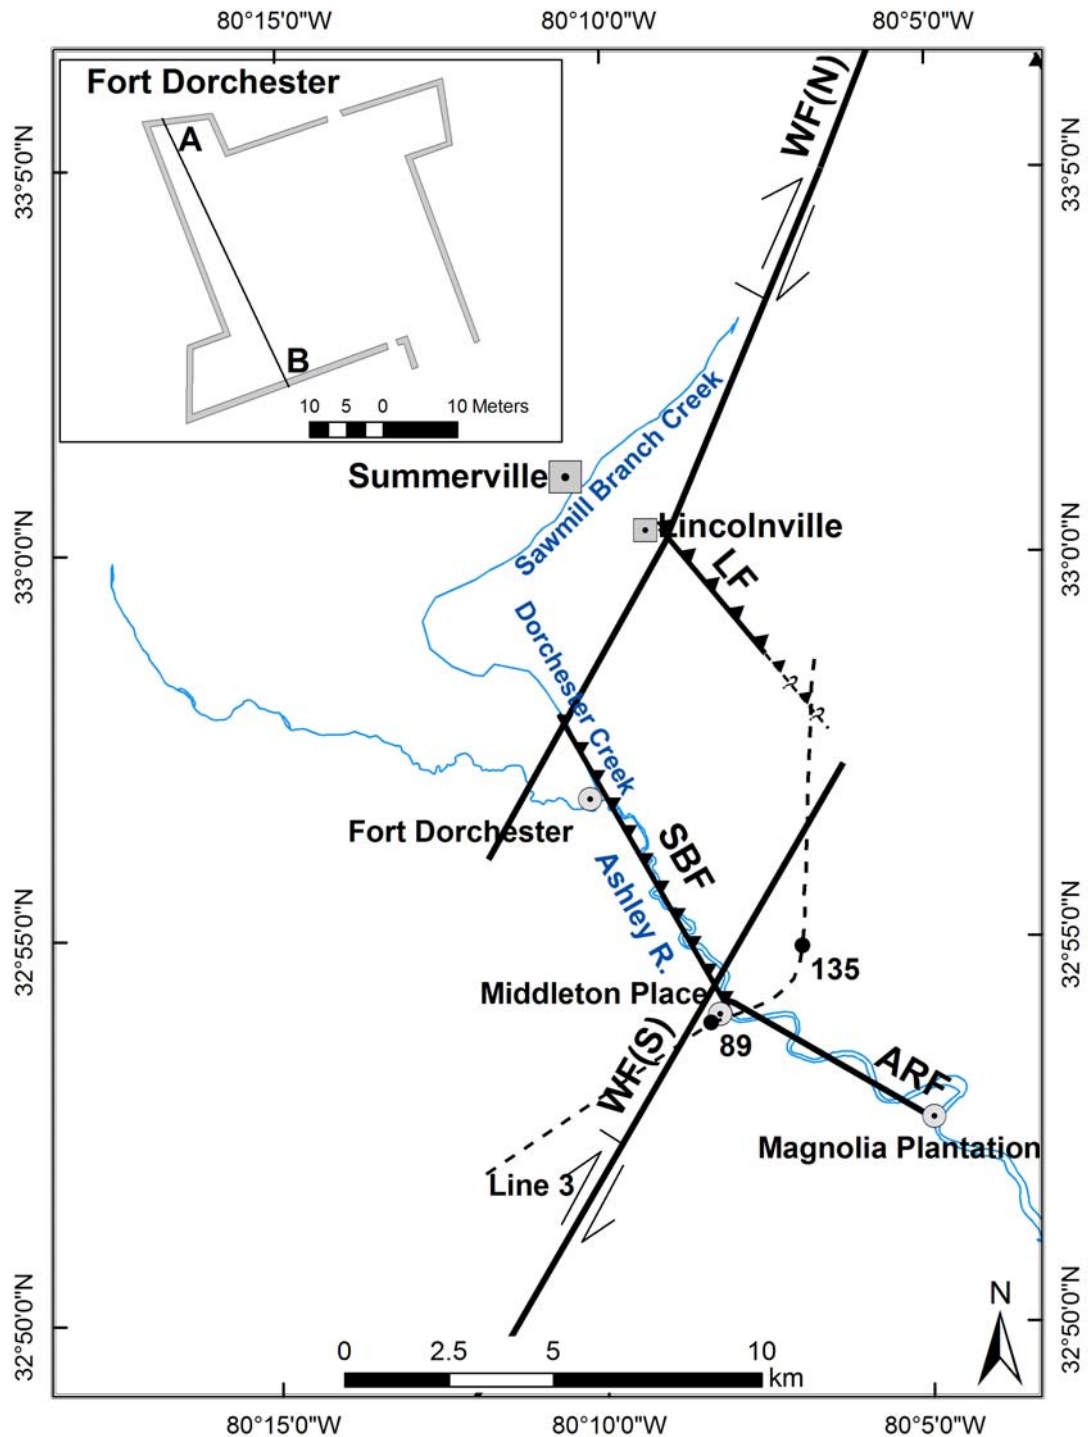 80°15'0"W
80°10'0"W
80°5'0"W
Fort Dorchester
A
B
10 5 0 10 Meters
WF(N)
33°5'0"N
33°5'0"N
Sawmill Branch Creek
Summerville
Lincolnville
33°0'0"N
33°0'0"N
LF
?
?
Dorchester Creek
Fort Dorchester
SBF
Ashley R.
32°55'0"N
32°55'0"N
135
Middleton Place
89
WF(S)
ARF
Magnolia Plantation
Line 3
32°50'0"N
32°50'0"N
N
0 2.5 5 10
km
80°15'0"W
80°10'0"W
80°5'0"W